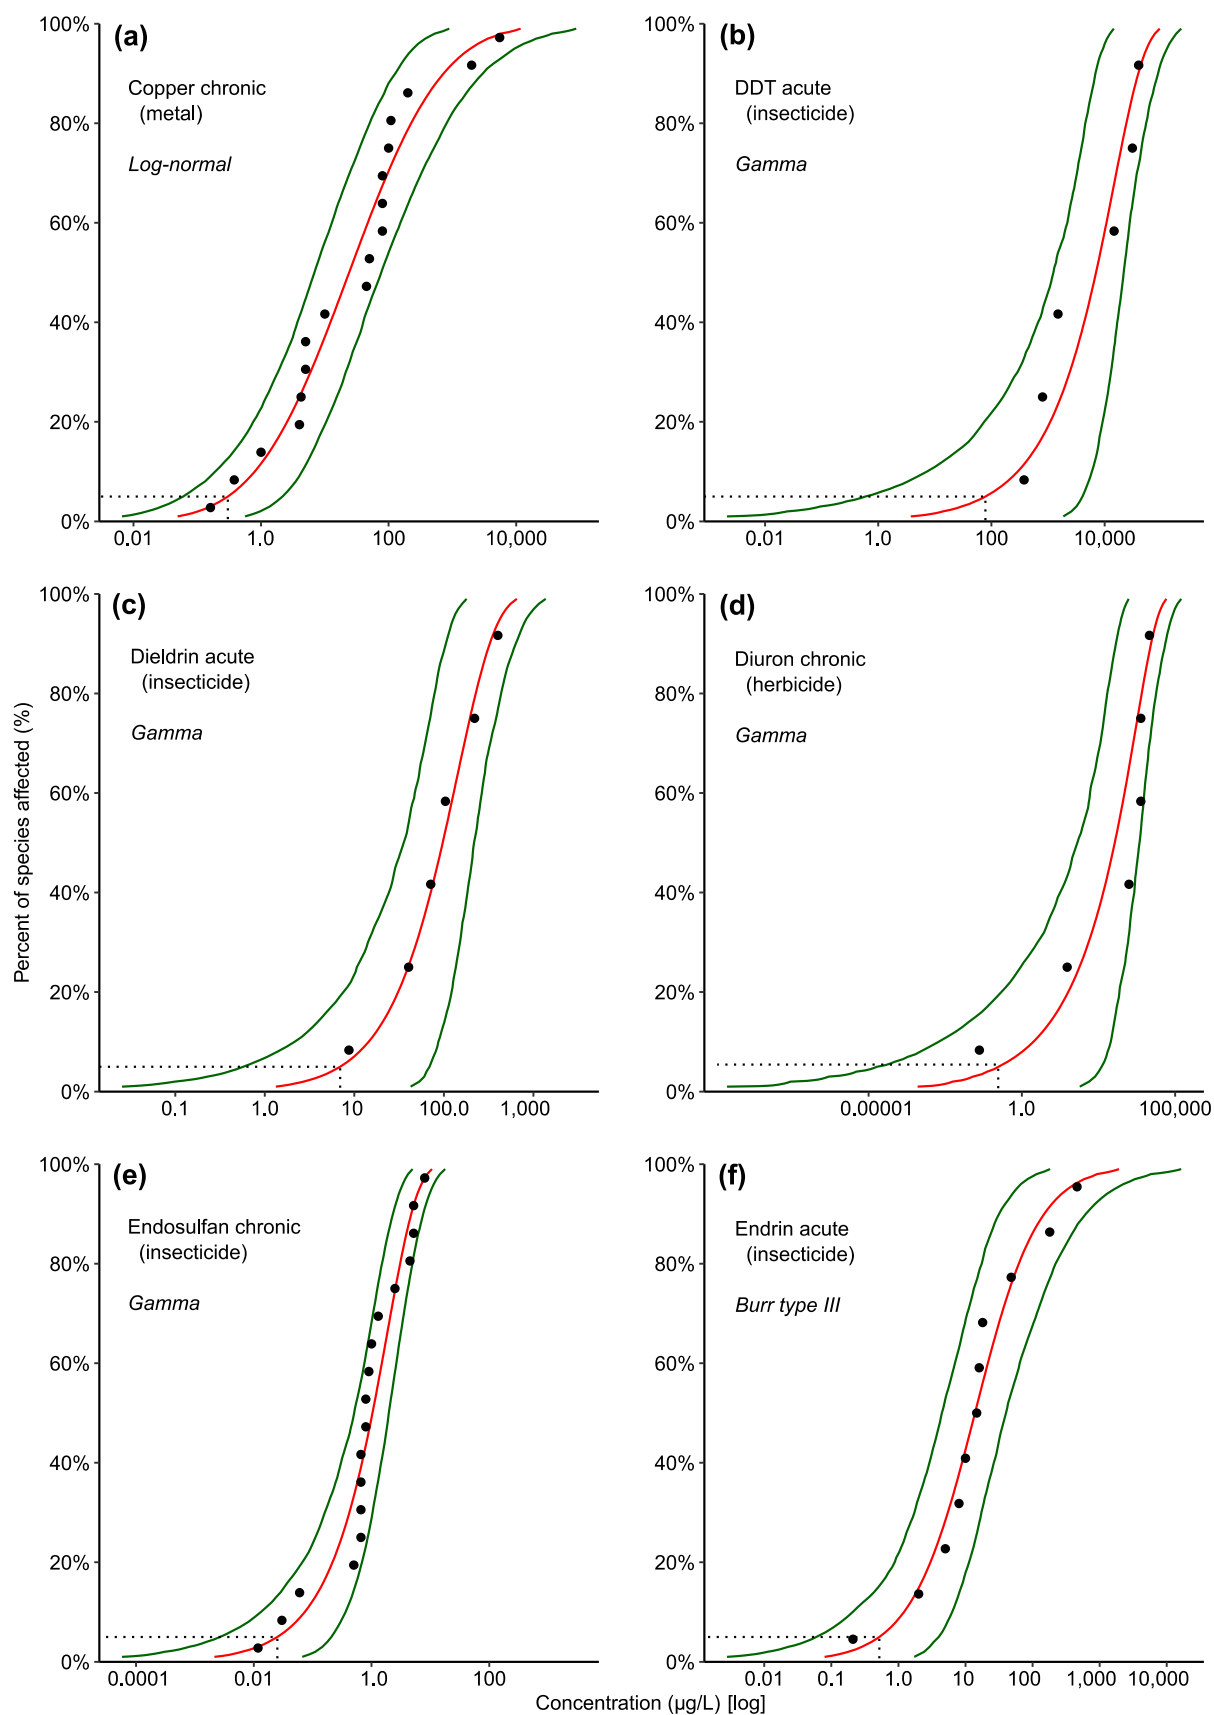 (a)
Copper chronic
(metal)
Log-normal
100%
80%
60%
40%
20%
0%
0.01
1.0
100
10,000
(b)
DDT acute
(insecticide)
Gamma
100%
80%
60%
40%
20%
0%
0.01
1.0
100
10,000
(c)
Dieldrin acute
(insecticide)
Gamma
100%
80%
60%
40%
20%
0%
0.1
1.0
10
100.0
1,000
(d)
Diuron chronic
(herbicide)
Gamma
100%
80%
60%
40%
20%
0%
0.00001
1.0
100,000
Percent of species affected (%)
(e)
Endosulfan chronic
(insecticide)
Gamma
100%
80%
60%
40%
20%
0%
0.0001
0.01
1.0
100
(f)
Endrin acute
(insecticide)
Burr type III
100%
80%
60%
40%
20%
0%
0.01
0.1
1.0
10
100
1,000
10,000
Concentration (µg/L) [log]